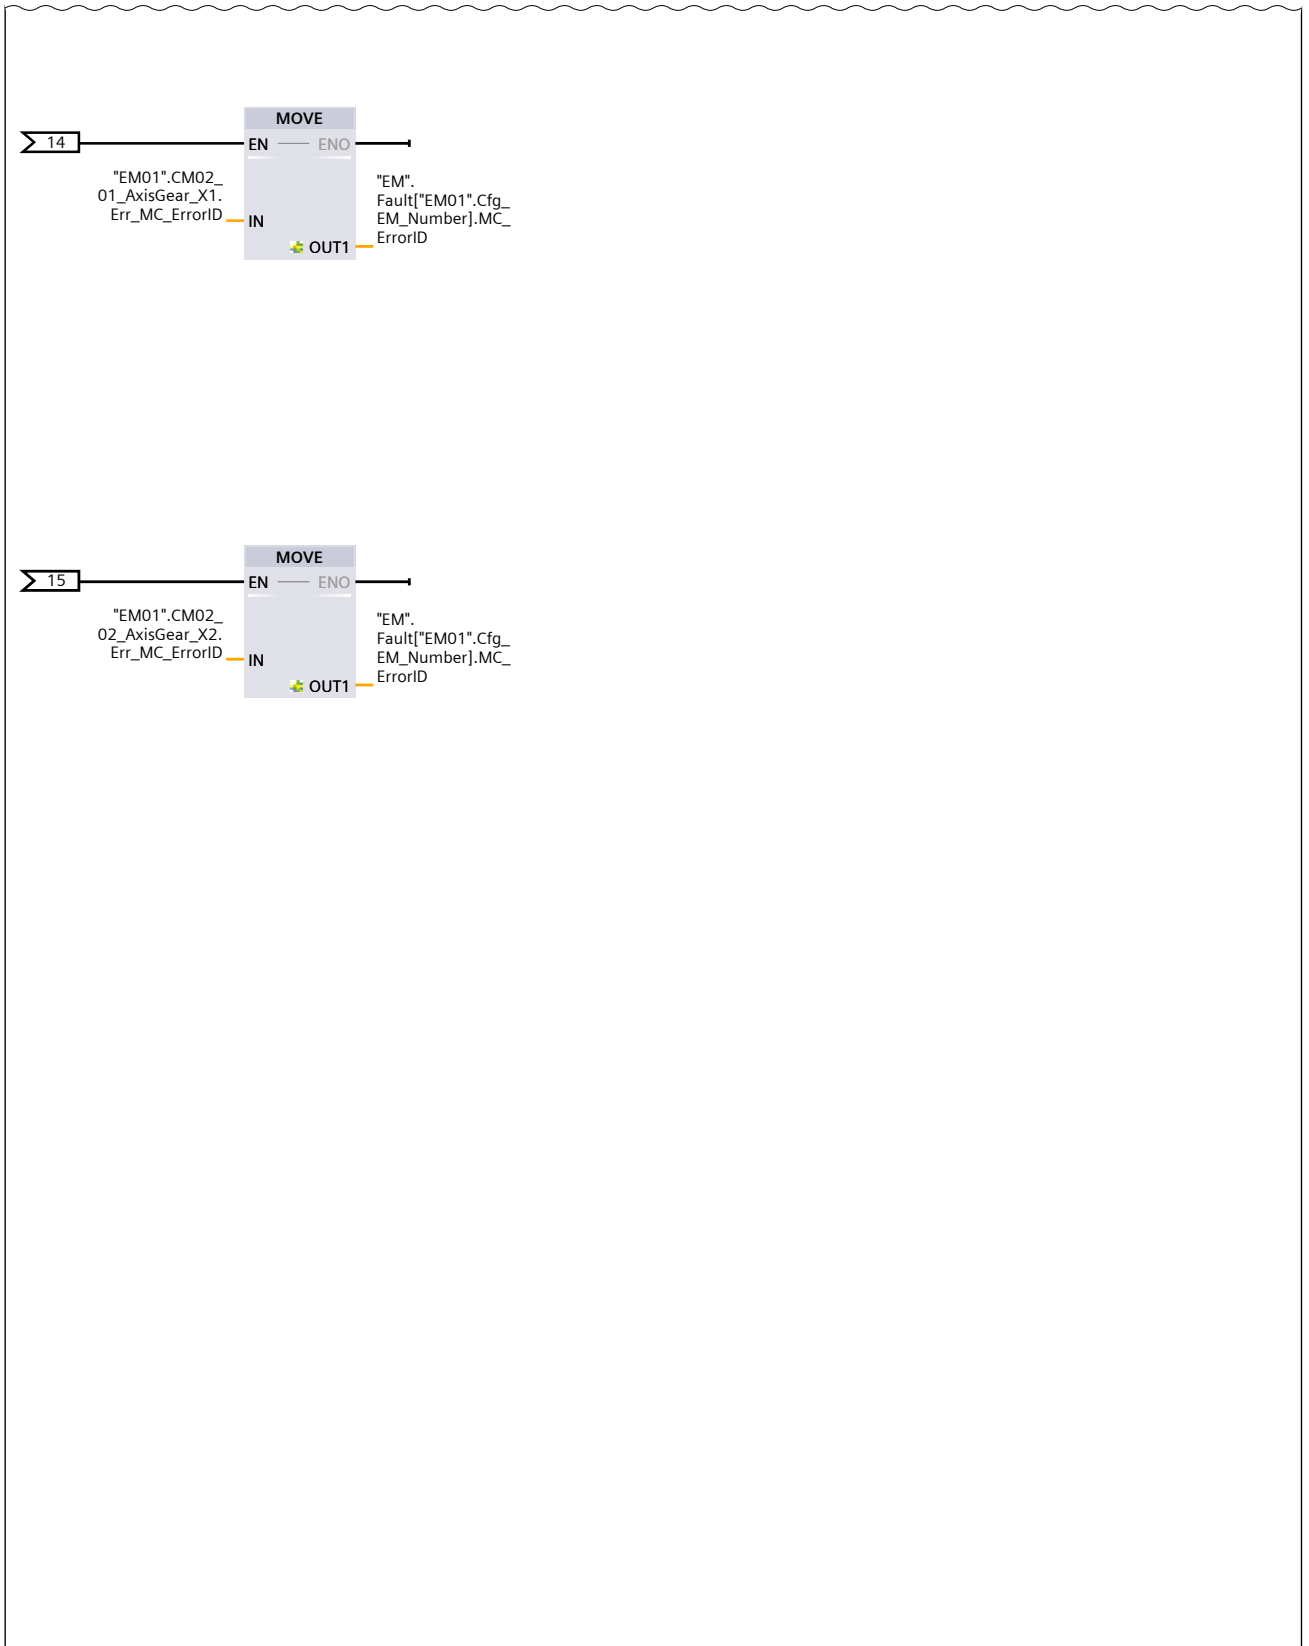 MOVE
14
EN
ENO
"EM01".CM02_
01_AxisGear_X1.
Err_MC_ErrorID
IN
"EM".
Fault["EM01".Cfg_
EM_Number].MC_
ErrorID
OUT1
MOVE
15
EN
ENO
"EM01".CM02_
02_AxisGear_X2.
Err_MC_ErrorID
IN
"EM".
Fault["EM01".Cfg_
EM_Number].MC_
ErrorID
OUT1